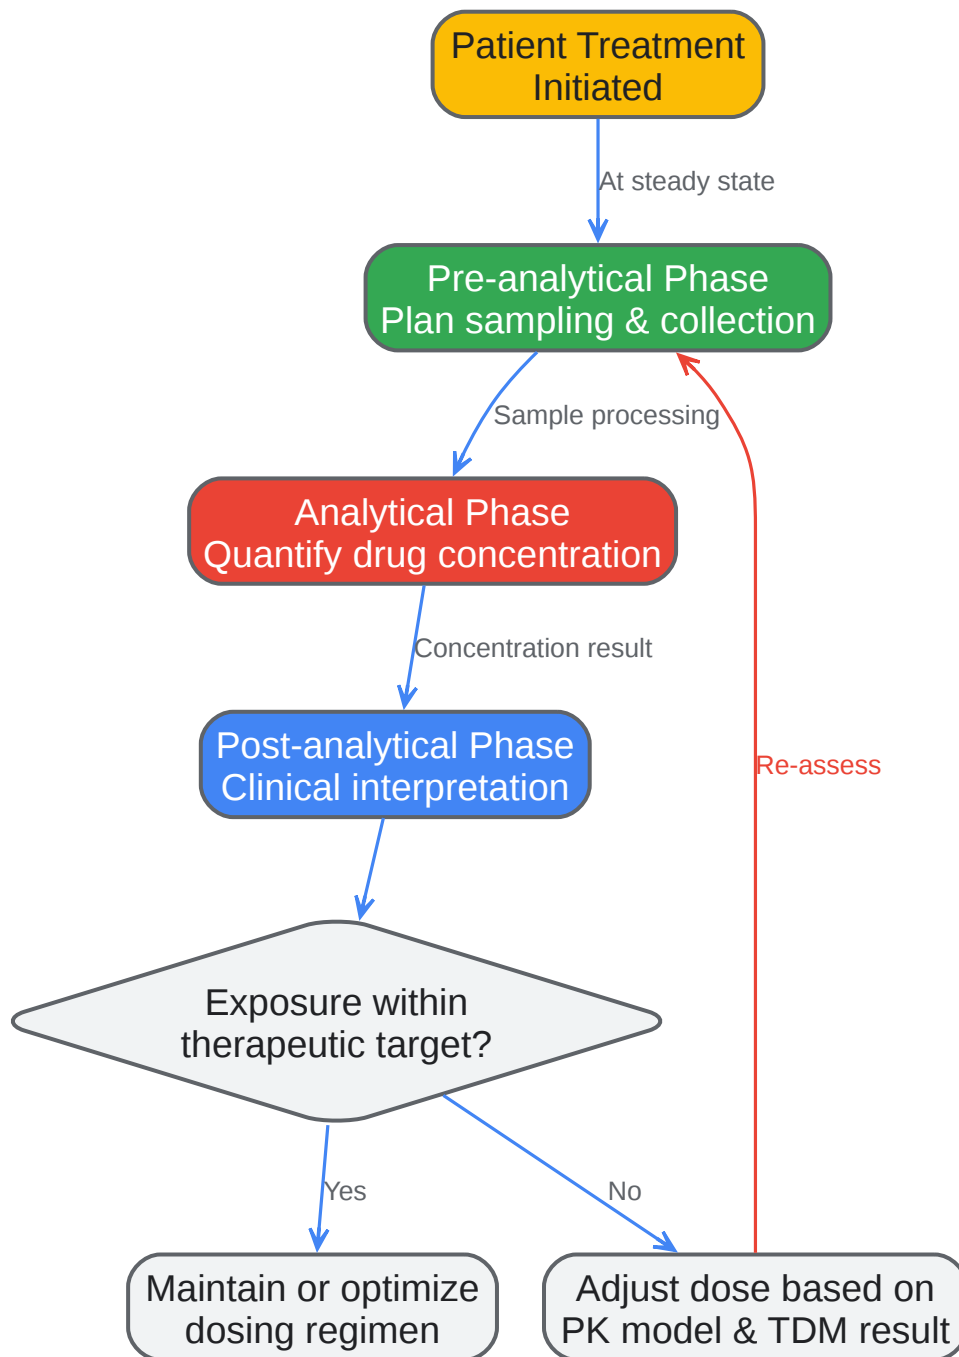 Patient Treatment
Initiated
At steady state
Pre-analytical Phase
Plan sampling & collection
Sample processing
Analytical Phase
Quantify drug concentration
Concentration result
Post-analytical Phase
Clinical interpretation
Re-assess
Exposure within
therapeutic target?
Yes
No
Maintain or optimize
dosing regimen
Adjust dose based on
PK model & TDM result